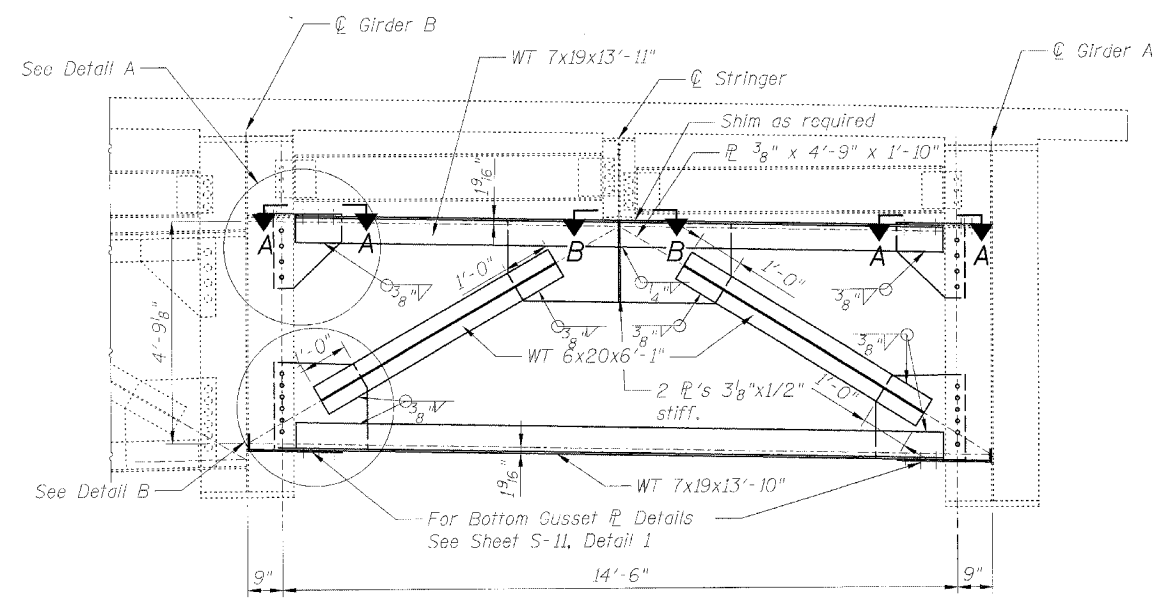 ℄ Girder B
℄ Girder A
See Detail A
WT 7x19x13'-11"
℄ Stringer
Shim as required
℞ 3/8" x 4'-9" x 1'-10"
1 9/16"
A A B B A A
1'-0"
1'-0"
3/8"
1/4"
3/8"
4'-9 1/8"
3/8"
3/8"
3/8"
1'-0"
WT 6x20x6'-1"
2 ℞'s 3 1/8"x1/2"
stiff.
1'-0"
3/8"
1 9/16"
See Detail B
WT 7x19x13'-10"
For Bottom Gusset ℞ Details
See Sheet S-11, Detail 1
9"
14'-6"
9"